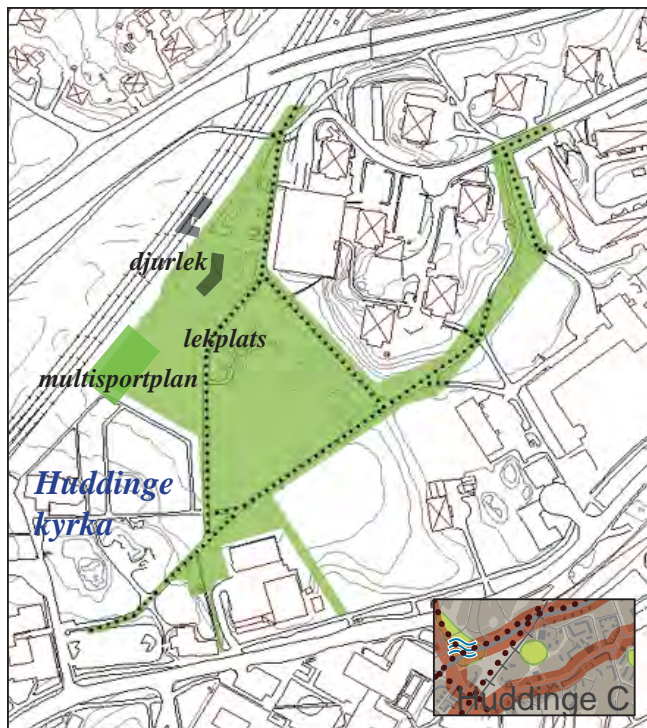 djurlek
lekplats
multisportplan
Huddinge
kyrka
Huddinge C